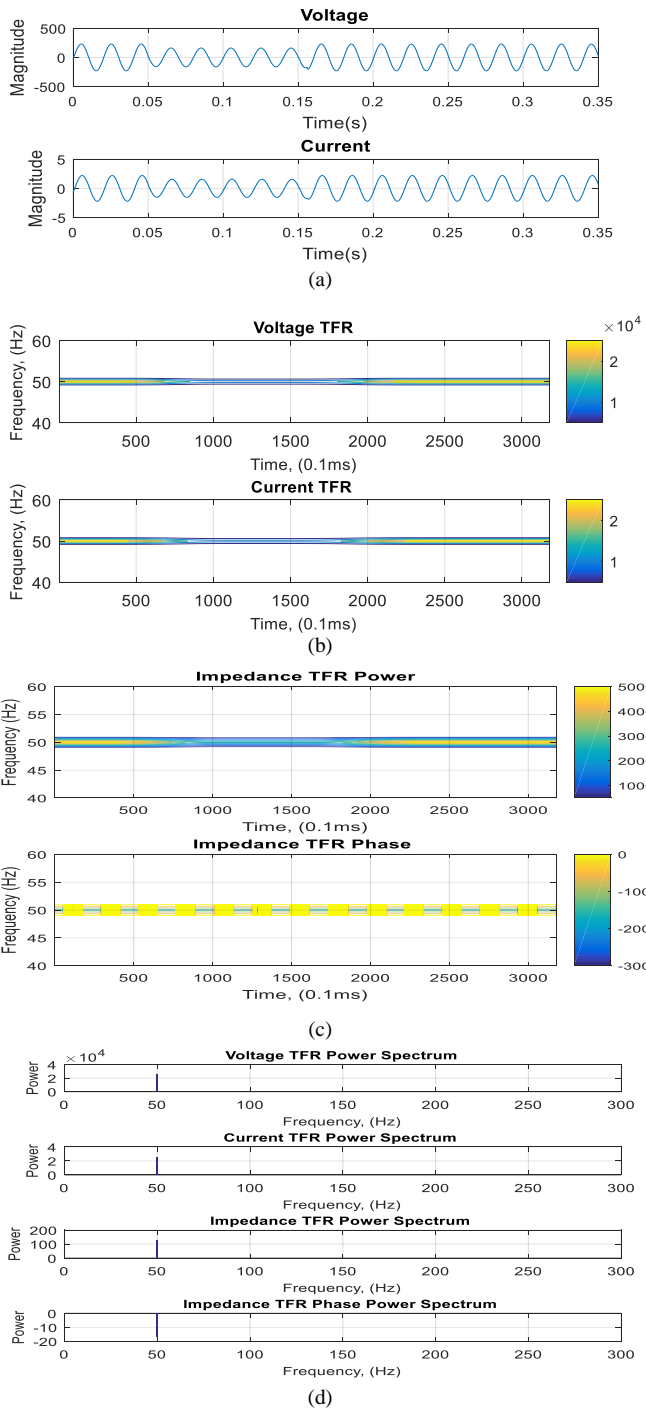 Voltage
500
0
-500
Magnitude
0 0.05 0.1 0.15 0.2 0.25 0.3 0.35
Time(s)
Current
5
0
-5
Magnitude
0 0.05 0.1 0.15 0.2 0.25 0.3 0.35
Time(s)
(a)
Voltage TFR
×10^4
60
50
40
Frequency, (Hz)
2
1
500 1000 1500 2000 2500 3000
Time, (0.1ms)
Current TFR
60
50
40
Frequency, (Hz)
2
1
500 1000 1500 2000 2500 3000
Time, (0.1ms)
(b)
Impedance TFR Power
60
55
50
45
40
Frequency (Hz)
500 1000 1500 2000 2500 3000
Time, (0.1ms)
Impedance TFR Phase
60
55
50
45
40
Frequency (Hz)
0
500 1000 1500 2000 2500 3000
Time, (0.1ms)
(c)
Voltage TFR Power Spectrum
×10^4
4
2
0
Power
0 50 100 150 200 250 300
Frequency, (Hz)
Current TFR Power Spectrum
4
2
0
Power
0 50 100 150 200 250 300
Frequency, (Hz)
Impedance TFR Power Spectrum
200
100
0
Power
0 50 100 150 200 250 300
Frequency, (Hz)
Impedance TFR Phase Power Spectrum
0
-10
-20
Power
0 50 100 150 200 250 300
Frequency, (Hz)
(d)